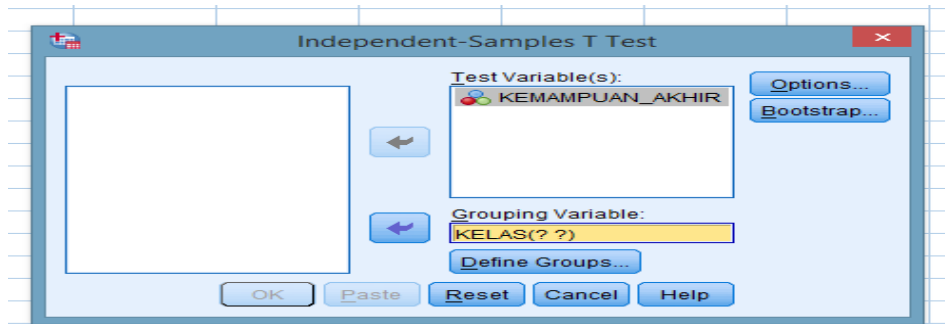 Independent-Samples T Test
Test Variable(s):
KEMAMPUAN_AKHIR
Options...
Bootstrap...
Grouping Variable:
KELAS(? ?)
Define Groups...
OK Paste Reset Cancel Help